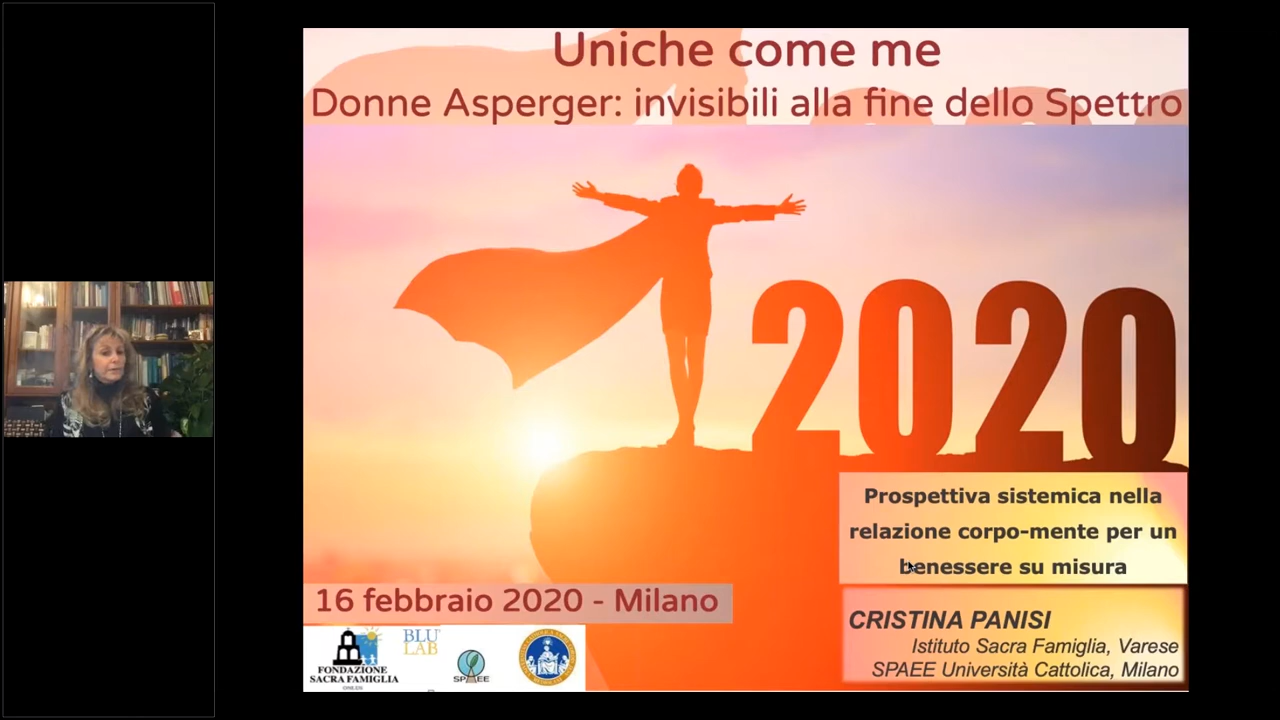 Uniche come me
Donne Asperger: invisibili alla fine dello Spettro
2020
Prospettiva sistemica nella
relazione corpo-mente per un
benessere su misura
16 febbraio 2020 - Milano
CRISTINA PANISI
Istituto Sacra Famiglia, Varese
SPAEE Università Cattolica, Milano
FONDAZIONE
SACRA FAMIGLIA
BLU
LAB
SPAEE